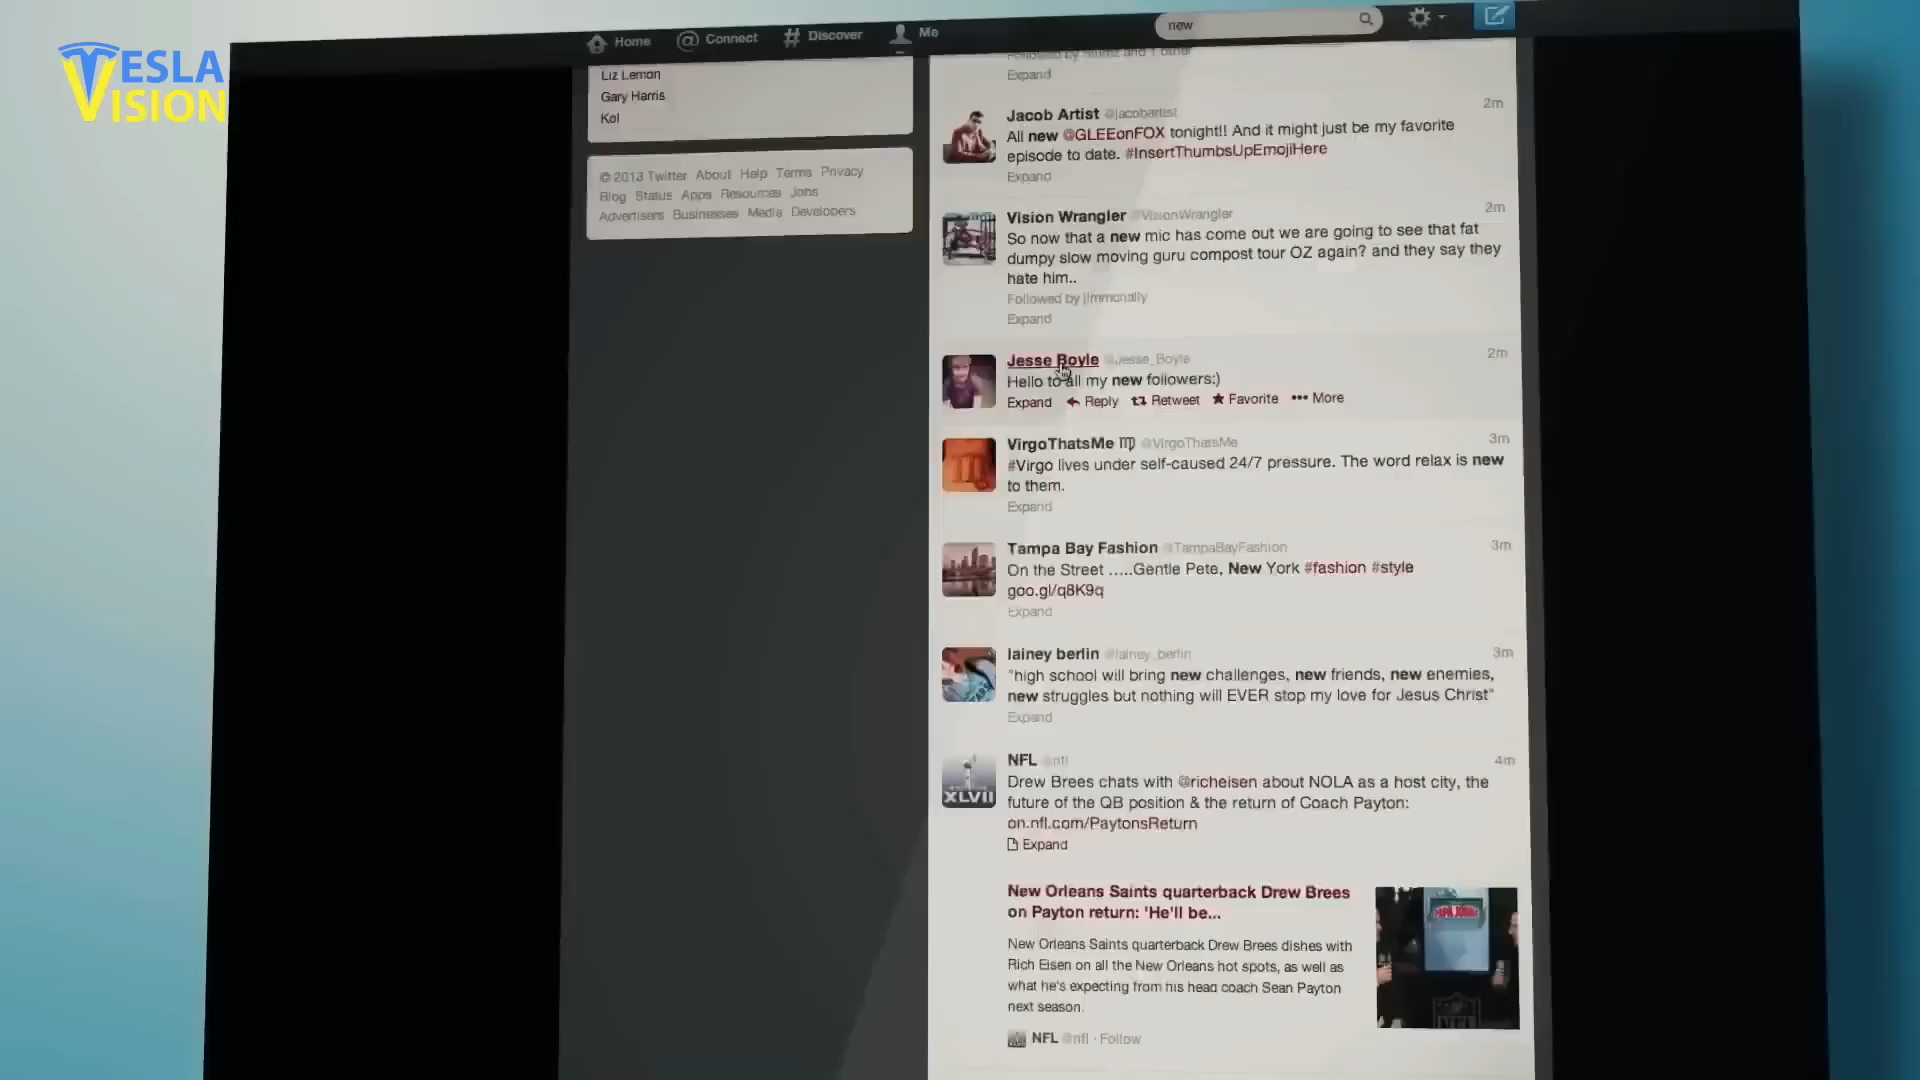 TESLA
VISION
Home
Connect
Discover
Me
new
Liz Lemon
Gary Harris
Kol
© 2013 Twitter About Help Terms Privacy
Blog Status Apps Resources Jobs
Advertisers Businesses Media Developers
and 1 other
Expand
Jacob Artist @jacobartist 2m
All new @GLEEonFOX tonight!! And it might just be my favorite
episode to date. #InsertThumbsUpEmojiHere
Expand
Vision Wrangler @VisionWrangler 2m
So now that a new mic has come out we are going to see that fat
dumpy slow moving guru compost tour OZ again? and they say they
hate him..
Followed by jimmcnally
Expand
Jesse Boyle @Jesse_Boyle 2m
Hello to all my new followers:)
Expand Reply Retweet Favorite ••• More
VirgoThatsMe ♍ @VirgoThatsMe 3m
#Virgo lives under self-caused 24/7 pressure. The word relax is new
to them.
Expand
Tampa Bay Fashion @TampaBayFashion 3m
On the Street .....Gentle Pete, New York #fashion #style
goo.gl/q8K9q
Expand
lainey berlin @lainey_berlin 3m
"high school will bring new challenges, new friends, new enemies,
new struggles but nothing will EVER stop my love for Jesus Christ"
Expand
XLVII
NFL @nfl 4m
Drew Brees chats with @richeisen about NOLA as a host city, the
future of the QB position & the return of Coach Payton:
on.nfl.com/PaytonsReturn
Expand
New Orleans Saints quarterback Drew Brees
on Payton return: 'He'll be...
New Orleans Saints quarterback Drew Brees dishes with
Rich Eisen on all the New Orleans hot spots, as well as
what he's expecting from his head coach Sean Payton
next season.
PAPA JOHN'S
NFL
NFL @nfl · Follow